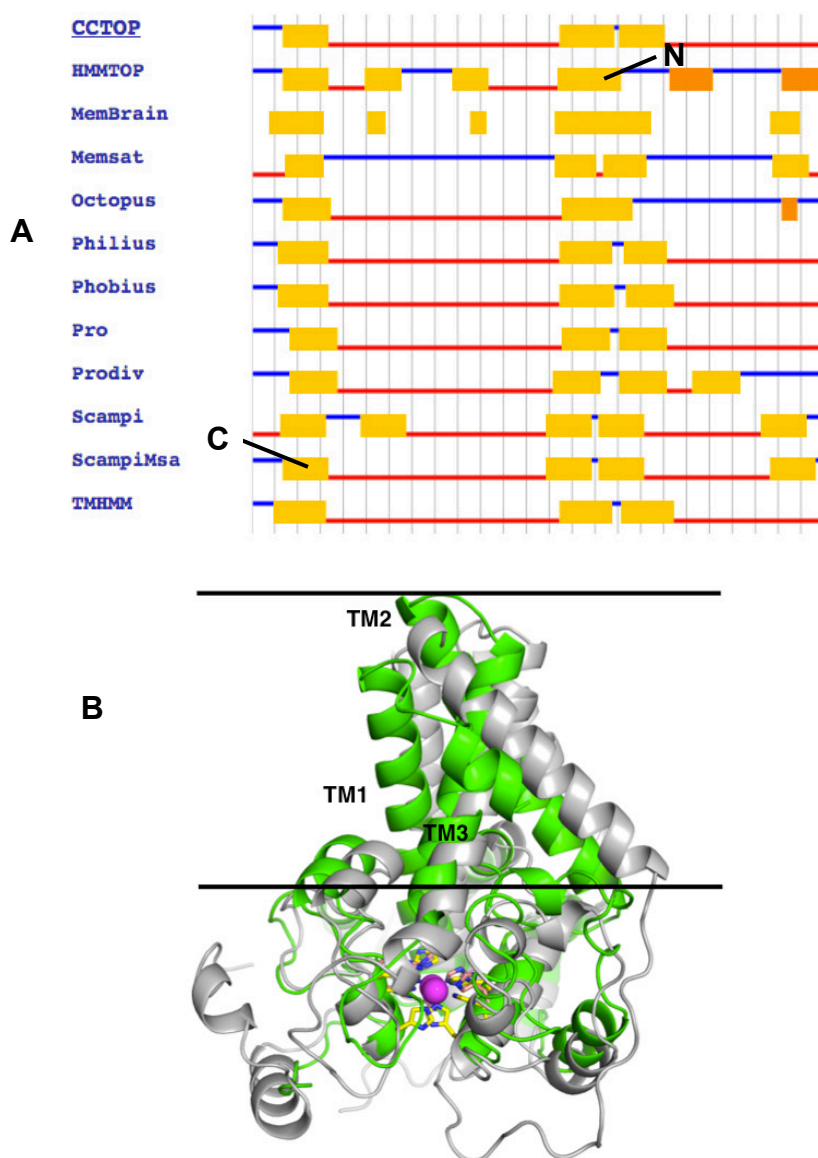 CCTOP
HMMTOP
N
MemBrain
Memsat
Octopus
A
Philius
Phobius
Pro
Prodiv
Scampi
C
ScampiMsa
TMHMM
TM2
B
TM1
TM3